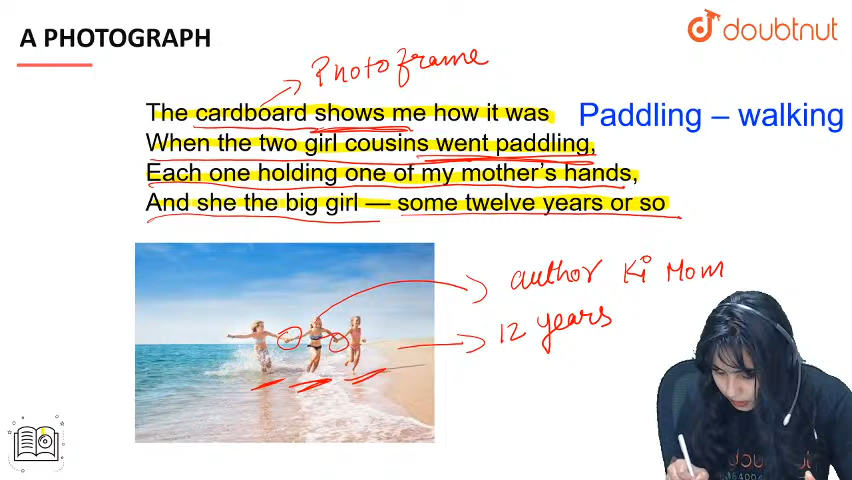 A PHOTOGRAPH
doubtnut
Photoframe
The cardboard shows me how it was
When the two girl cousins went paddling,
Each one holding one of my mother's hands,
And she the big girl — some twelve years or so
Paddling – walking
author Ki Mom
12 years